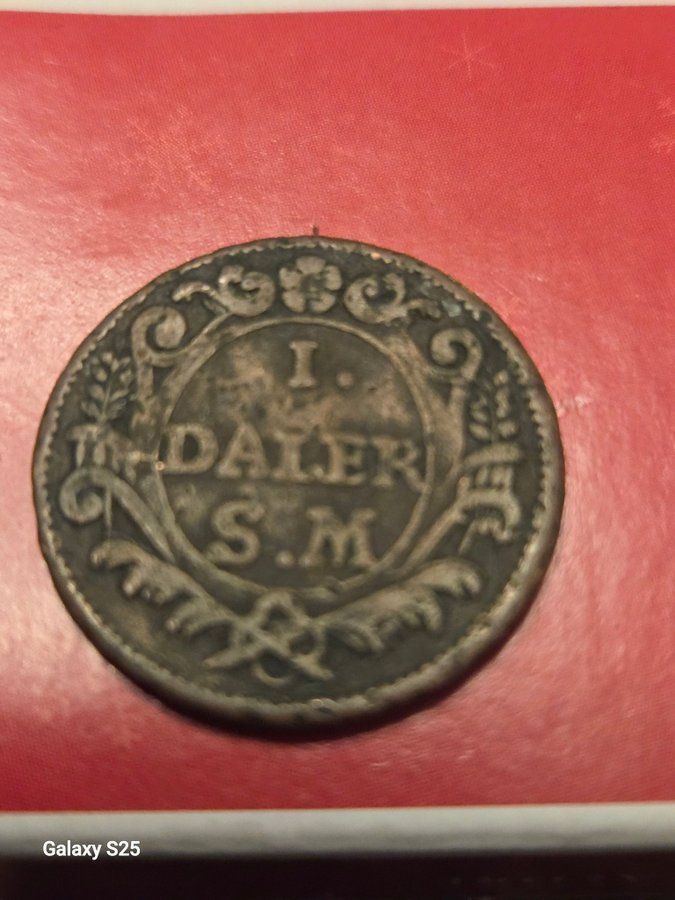 I.
DALER
S.M
Galaxy S25